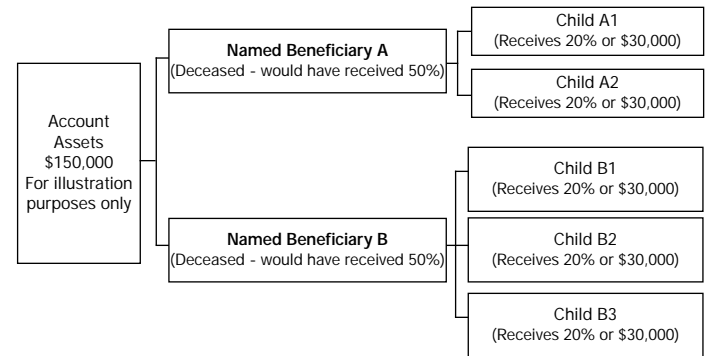 Account
Assets
$150,000
For illustration
purposes only
Named Beneficiary A
(Deceased - would have received 50%)
Child A1
(Receives 20% or $30,000)
Child A2
(Receives 20% or $30,000)
Named Beneficiary B
(Deceased - would have received 50%)
Child B1
(Receives 20% or $30,000)
Child B2
(Receives 20% or $30,000)
Child B3
(Receives 20% or $30,000)